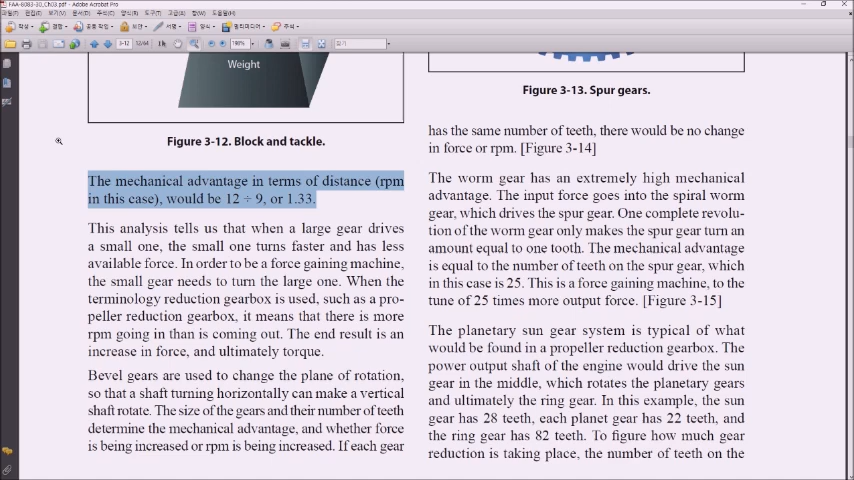 FAA-8083-30_Ch03.pdf - Adobe Acrobat Pro
3-12
198%
찾기
Weight
Figure 3-12. Block and tackle.
The mechanical advantage in terms of distance (rpm
in this case), would be 12 ÷ 9, or 1.33.
This analysis tells us that when a large gear drives
a small one, the small one turns faster and has less
available force. In order to be a force gaining machine,
the small gear needs to turn the large one. When the
terminology reduction gearbox is used, such as a pro-
peller reduction gearbox, it means that there is more
rpm going in than is coming out. The end result is an
increase in force, and ultimately torque.
Bevel gears are used to change the plane of rotation,
so that a shaft turning horizontally can make a vertical
shaft rotate. The size of the gears and their number of teeth
determine the mechanical advantage, and whether force
is being increased or rpm is being increased. If each gear
Figure 3-13. Spur gears.
has the same number of teeth, there would be no change
in force or rpm. [Figure 3-14]
The worm gear has an extremely high mechanical
advantage. The input force goes into the spiral worm
gear, which drives the spur gear. One complete revolu-
tion of the worm gear only makes the spur gear turn an
amount equal to one tooth. The mechanical advantage
is equal to the number of teeth on the spur gear, which
in this case is 25. This is a force gaining machine, to the
tune of 25 times more output force. [Figure 3-15]
The planetary sun gear system is typical of what
would be found in a propeller reduction gearbox. The
power output shaft of the engine would drive the sun
gear in the middle, which rotates the planetary gears
and ultimately the ring gear. In this example, the sun
gear has 28 teeth, each planet gear has 22 teeth, and
the ring gear has 82 teeth. To figure how much gear
reduction is taking place, the number of teeth on the